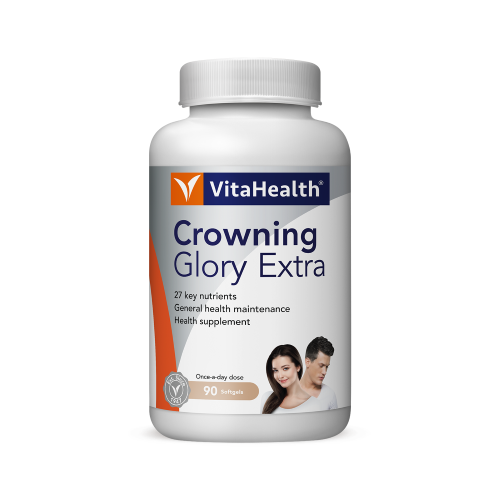 VitaHealth®
Crowning
Glory Extra
27 key nutrients
General health maintenance
Health supplement
Once-a-day dose
90 Softgels